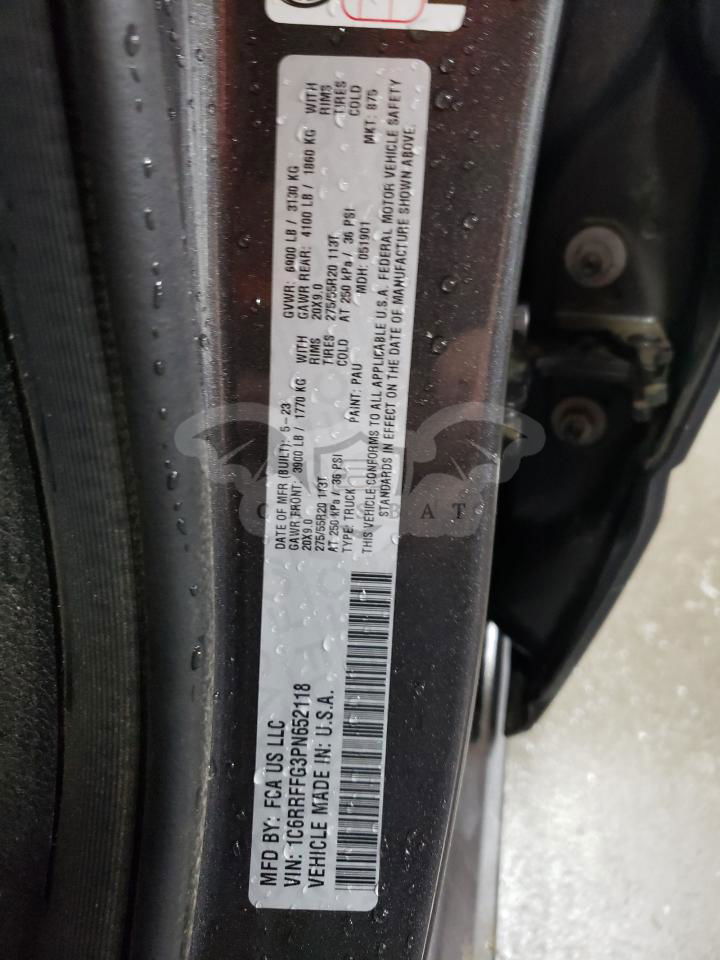 MFD BY: FCA US LLC
VIN: 1C6RRFFG3PN652118
VEHICLE MADE IN: U.S.A.
DATE OF MFR (BUILT): 5-23 GVWR: 6900 LB / 3130 KG
GAWR FRONT: 3900 LB / 1770 KG WITH GAWR REAR: 4100 LB / 1860 KG WITH
20X9.0 RIMS 20X9.0 RIMS
275/55R20 113T TIRES 275/55R20 113T TIRES
AT 250 kPa / 36 PSI COLD AT 250 kPa / 36 PSI COLD
TYPE: TRUCK PAINT: PAU MDH: 051901 MKT: 875
THIS VEHICLE CONFORMS TO ALL APPLICABLE U.S.A. FEDERAL MOTOR VEHICLE SAFETY
STANDARDS IN EFFECT ON THE DATE OF MANUFACTURE SHOWN ABOVE.